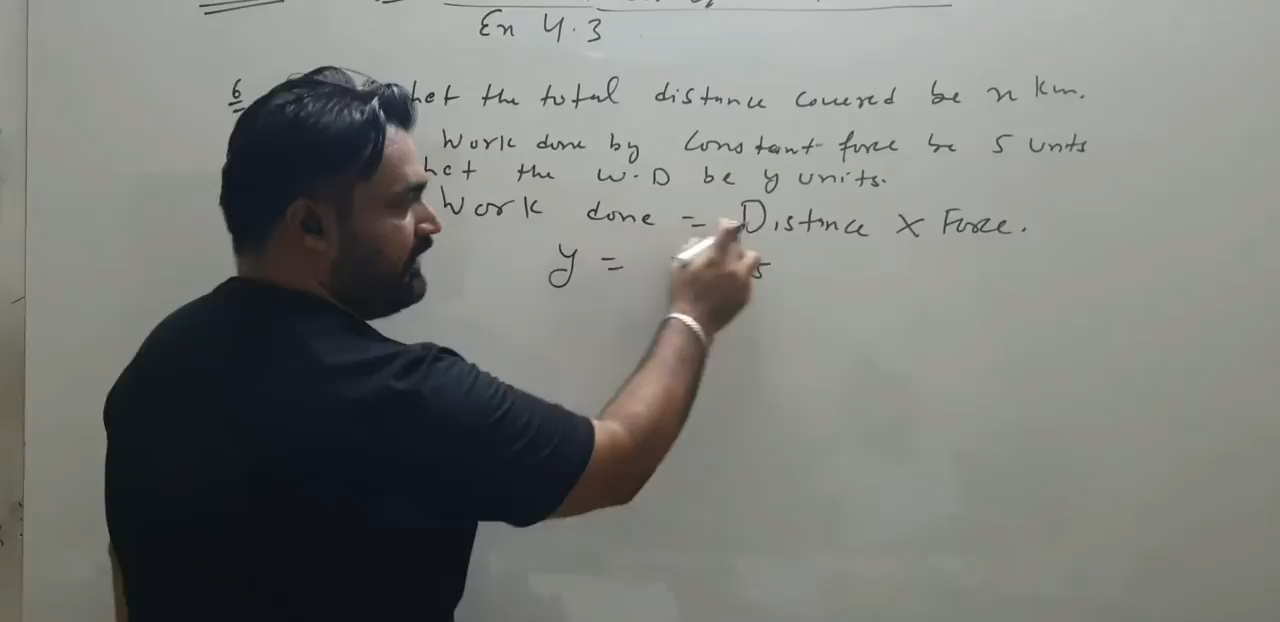 Ex 4.3
6 Let the total distance covered be x km.
Work done by Constant force be 5 units
Let the W.D be y units.
Work done = Distance X Force.
y = 5